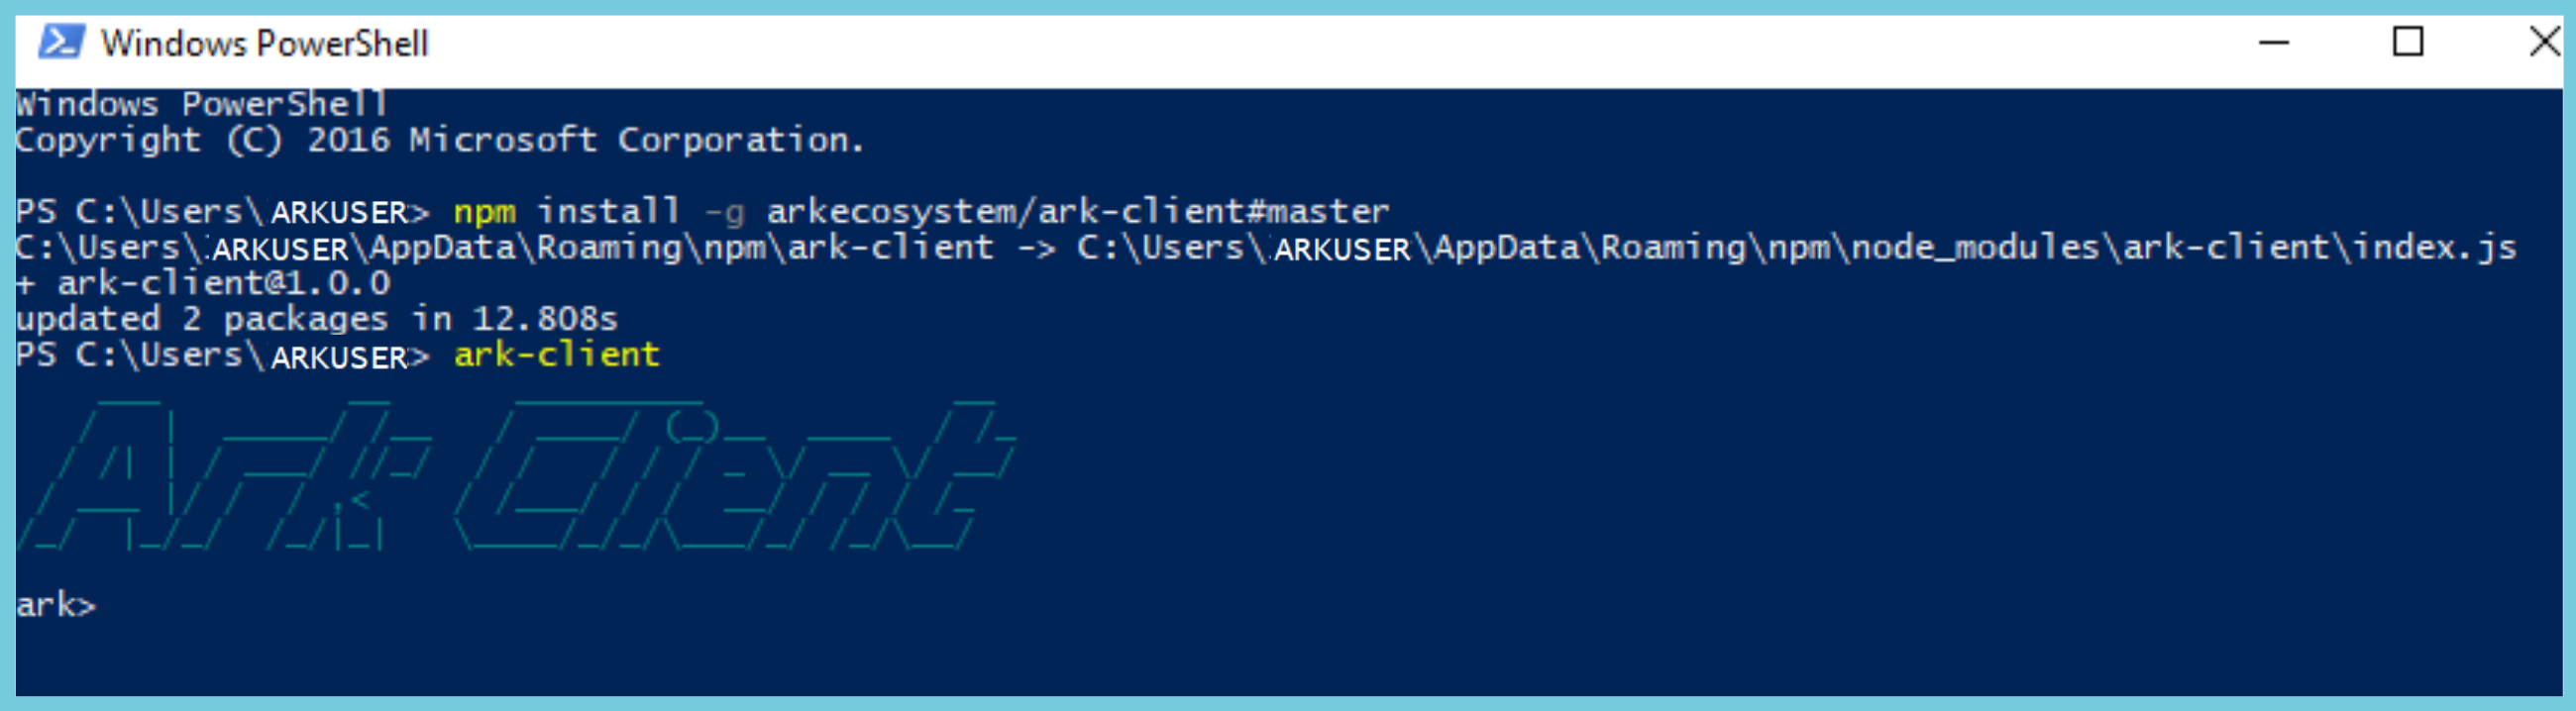 Windows PowerShell
Windows PowerShell
Copyright (C) 2016 Microsoft Corporation.
PS C:\Users\ARKUSER> npm install -g arkecosystem/ark-client#master
C:\Users\ARKUSER\AppData\Roaming\npm\ark-client -> C:\Users\ARKUSER\AppData\Roaming\npm\node_modules\ark-client\index.js
+ ark-client@1.0.0
updated 2 packages in 12.808s
PS C:\Users\ARKUSER> ark-client
Ark Client
ark>